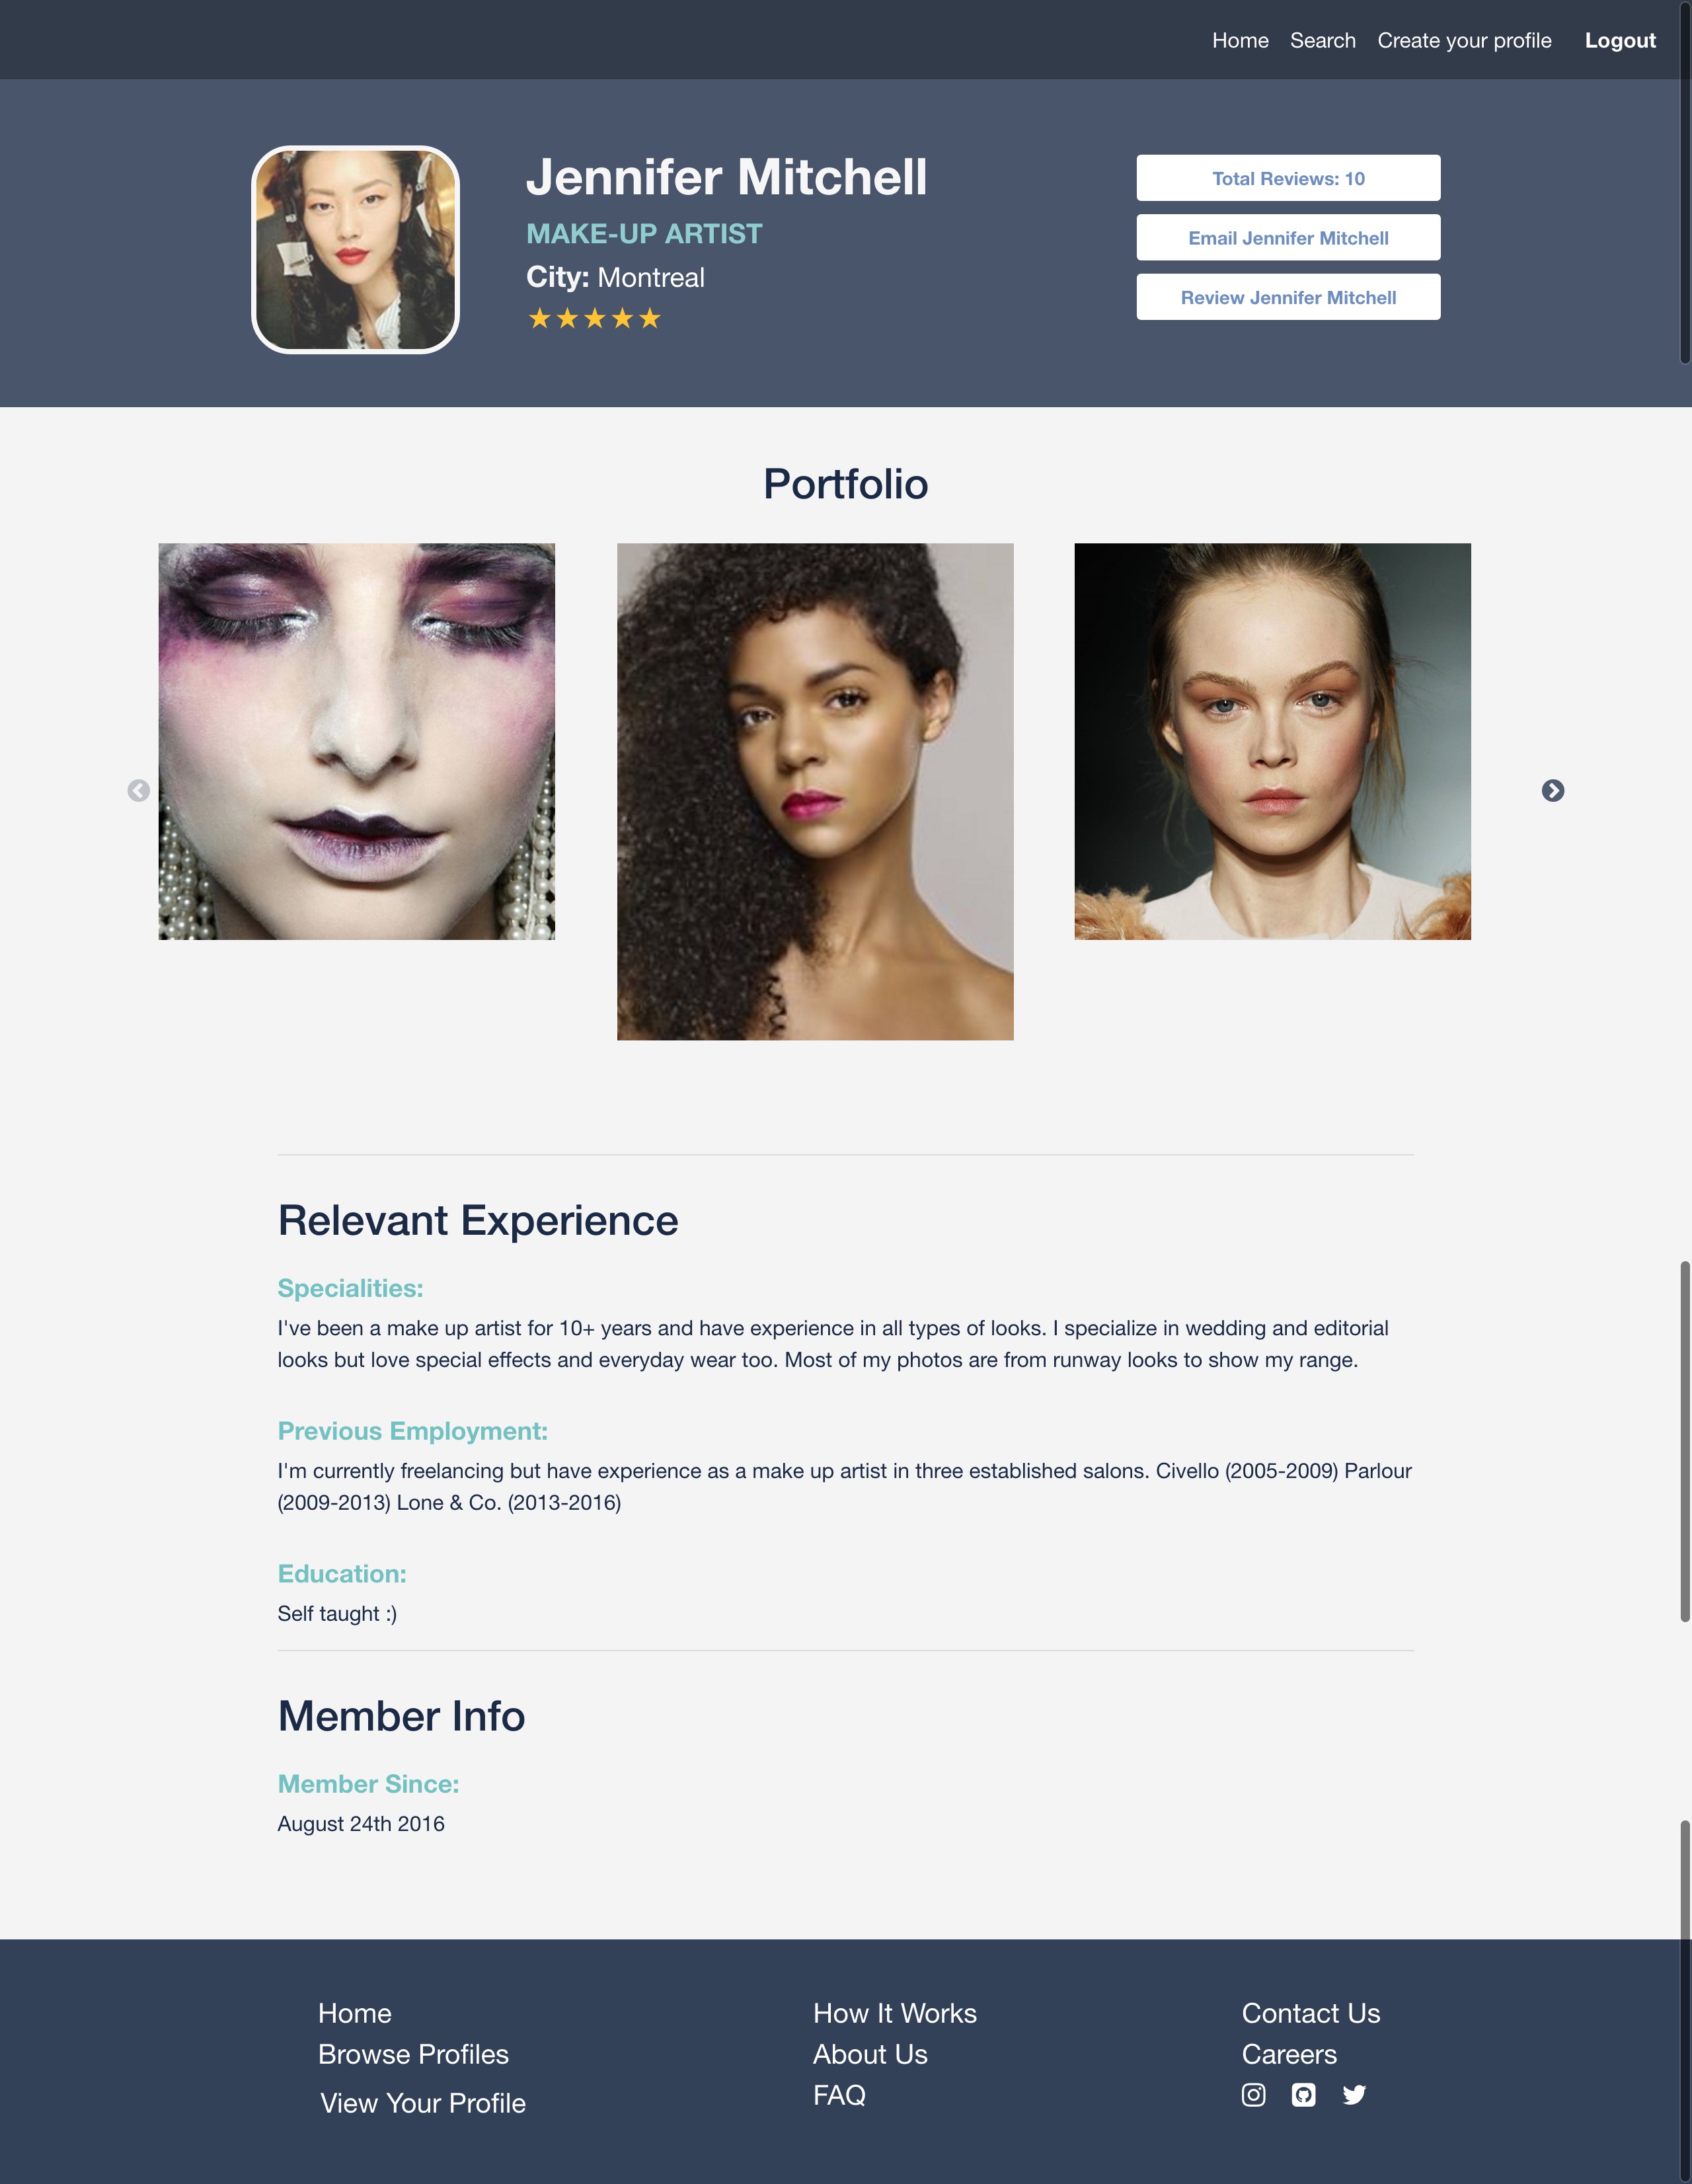 Home Search Create your profile Logout
Jennifer Mitchell
MAKE-UP ARTIST
City: Montreal
Total Reviews: 10
Email Jennifer Mitchell
Review Jennifer Mitchell
Portfolio
Relevant Experience
Specialities:
I've been a make up artist for 10+ years and have experience in all types of looks. I specialize in wedding and editorial
looks but love special effects and everyday wear too. Most of my photos are from runway looks to show my range.
Previous Employment:
I'm currently freelancing but have experience as a make up artist in three established salons. Civello (2005-2009) Parlour
(2009-2013) Lone & Co. (2013-2016)
Education:
Self taught :)
Member Info
Member Since:
August 24th 2016
Home
Browse Profiles
View Your Profile
How It Works
About Us
FAQ
Contact Us
Careers